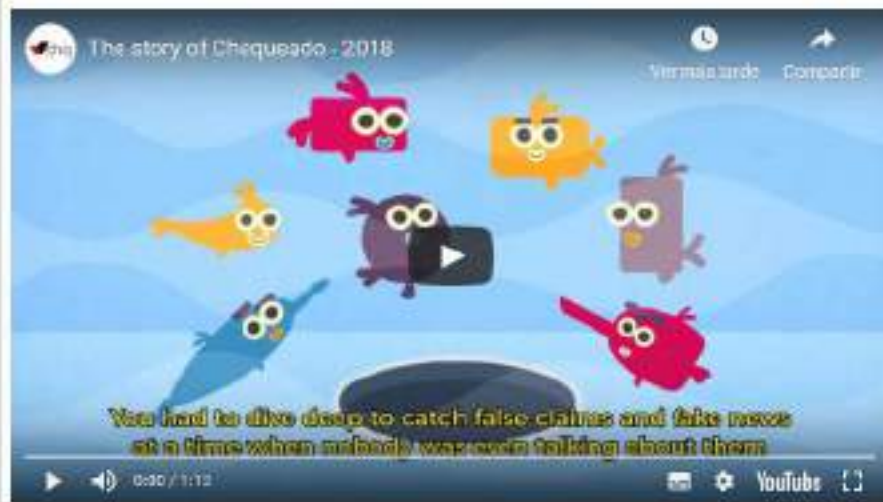 The story of Chequeado - 2018
Ver más tarde
Compartir
You had to dive deep to catch false claims and fake news
at a time when nobody was even talking about them
0:00 / 1:12
YouTube